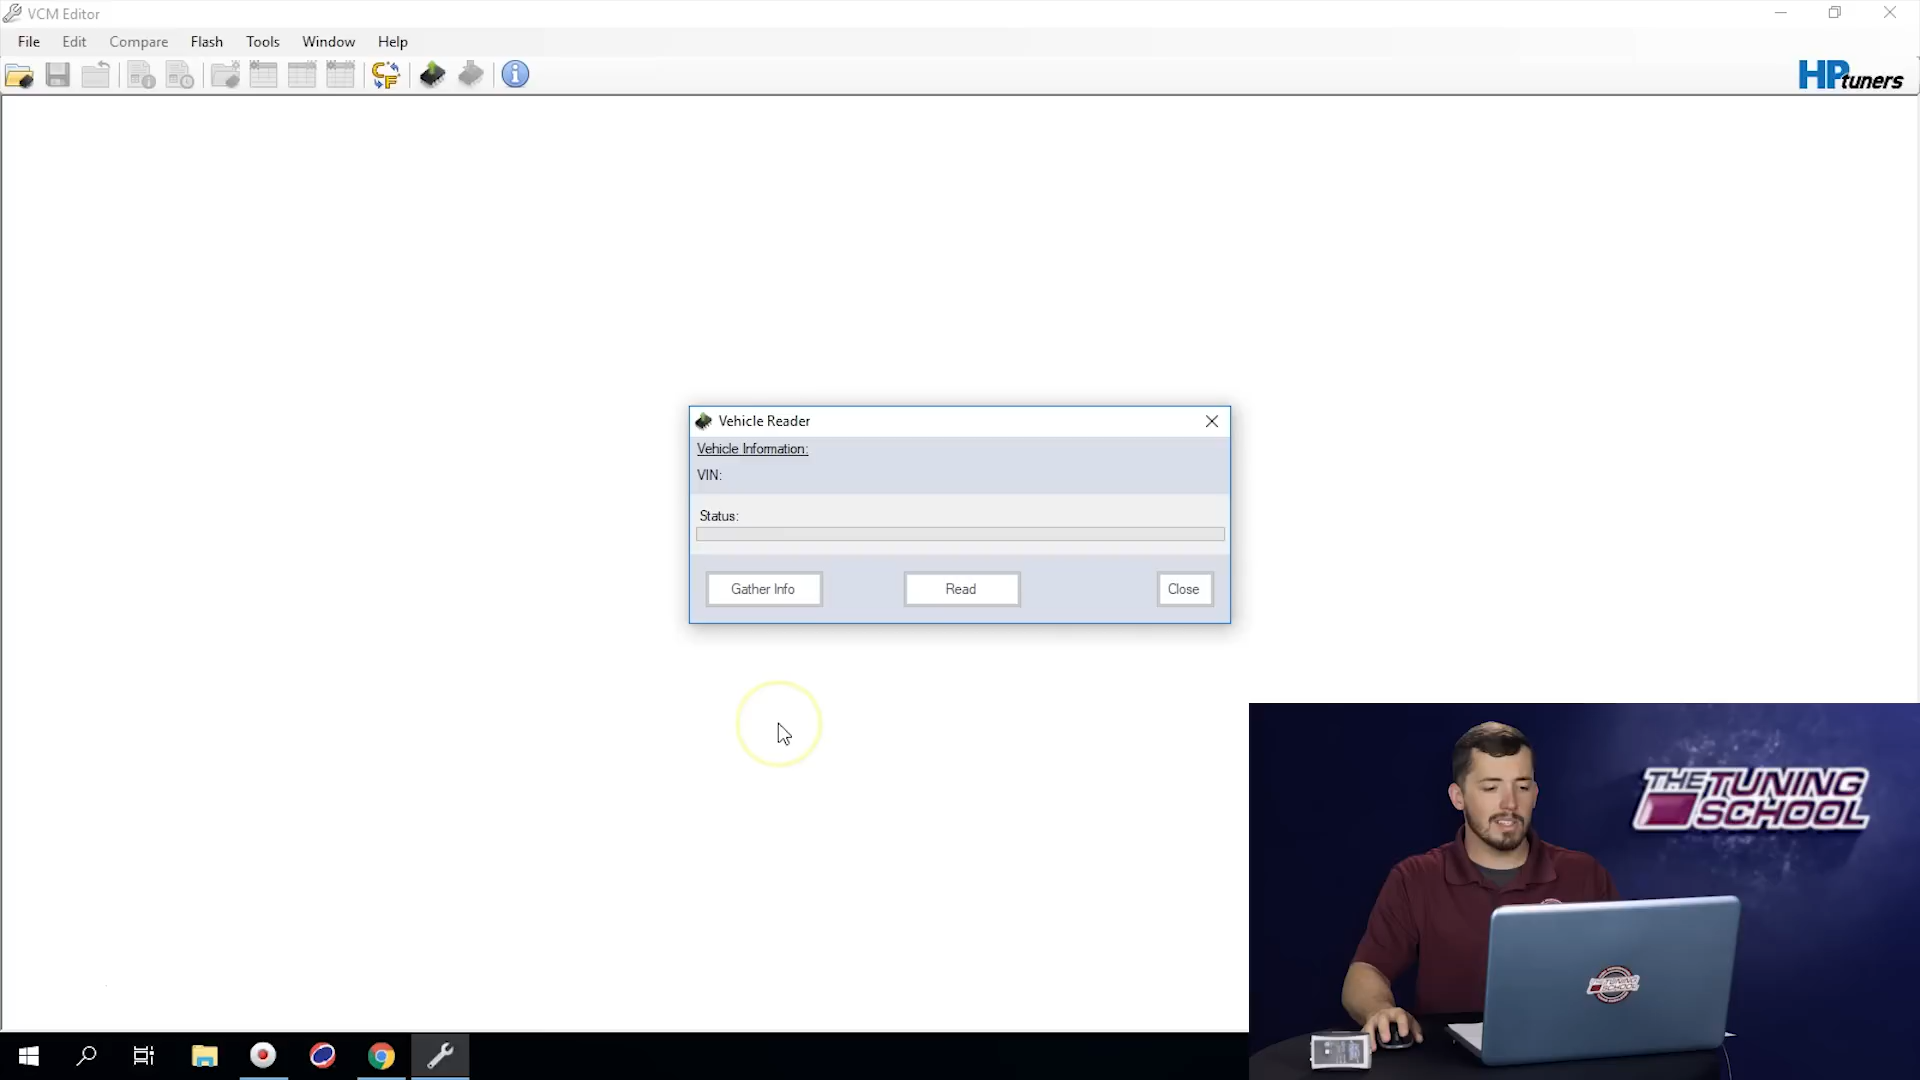 VCM Editor
File Edit Compare Flash Tools Window Help
HPtuners
Vehicle Reader
Vehicle Information:
VIN:
Status:
Gather Info Read Close
THE TUNING
SCHOOL